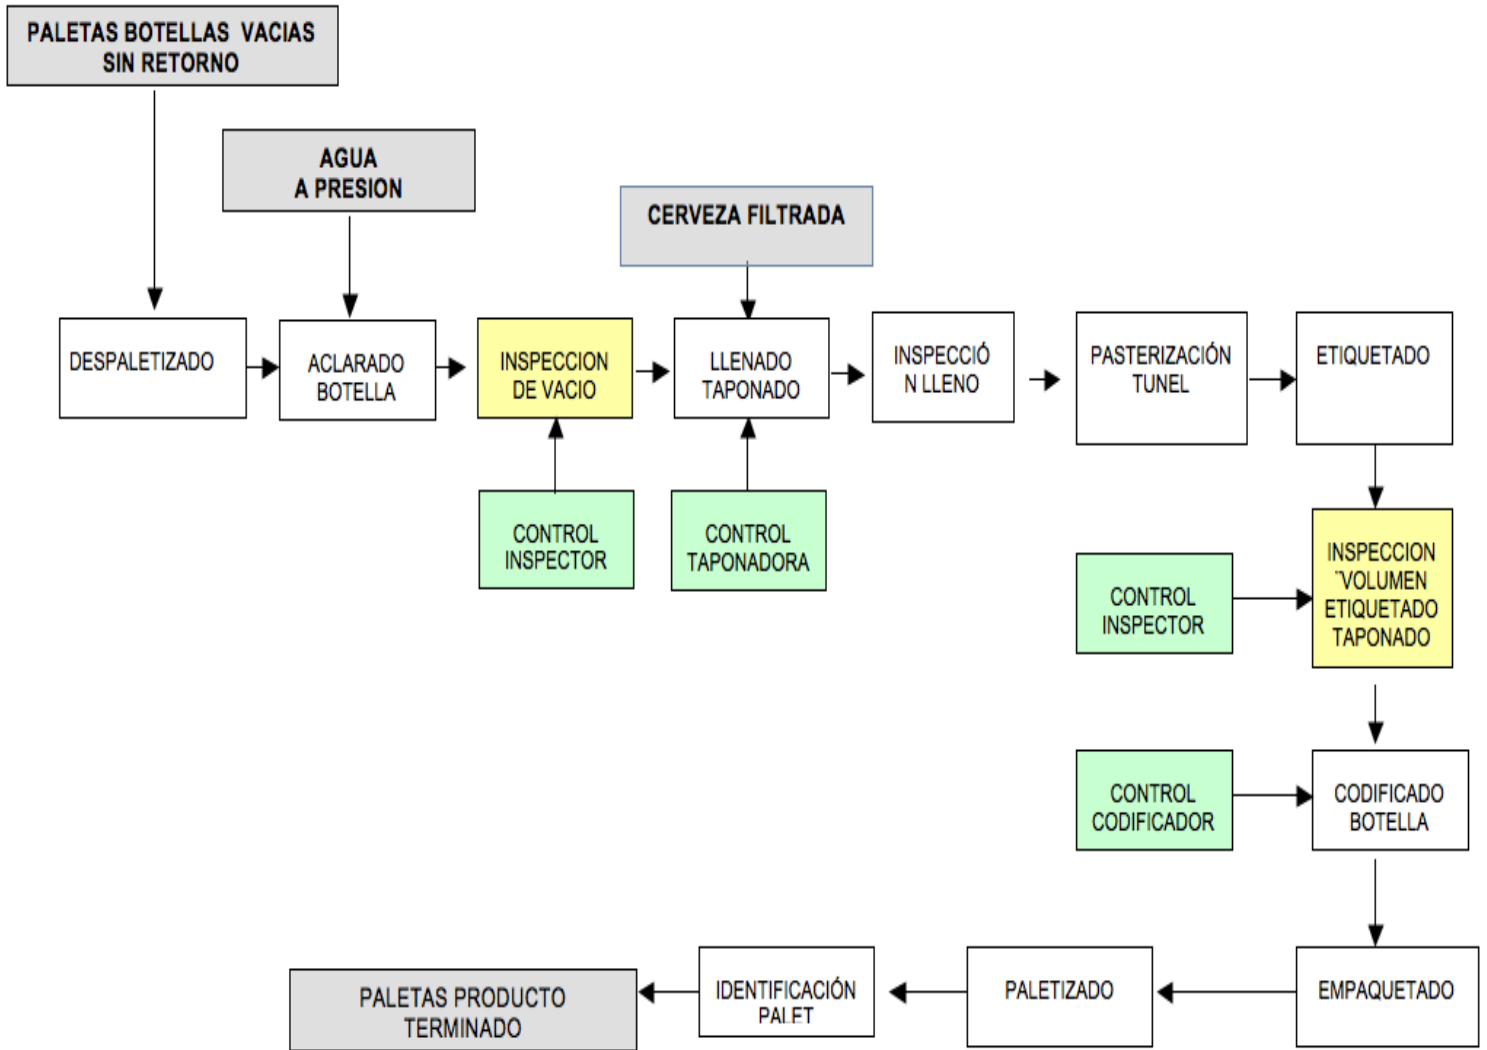 PALETAS BOTELLAS VACIAS
SIN RETORNO
AGUA
A PRESION
CERVEZA FILTRADA
DESPALETIZADO
ACLARADO
BOTELLA
INSPECCION
DE VACIO
LLENADO
TAPONADO
INSPECCIÓ
N LLENO
PASTERIZACIÓN
TUNEL
ETIQUETADO
CONTROL
INSPECTOR
CONTROL
TAPONADORA
CONTROL
INSPECTOR
INSPECCION
¨VOLUMEN
ETIQUETADO
TAPONADO
CONTROL
CODIFICADOR
CODIFICADO
BOTELLA
PALETAS PRODUCTO
TERMINADO
IDENTIFICACIÓN
PALET
PALETIZADO
EMPAQUETADO